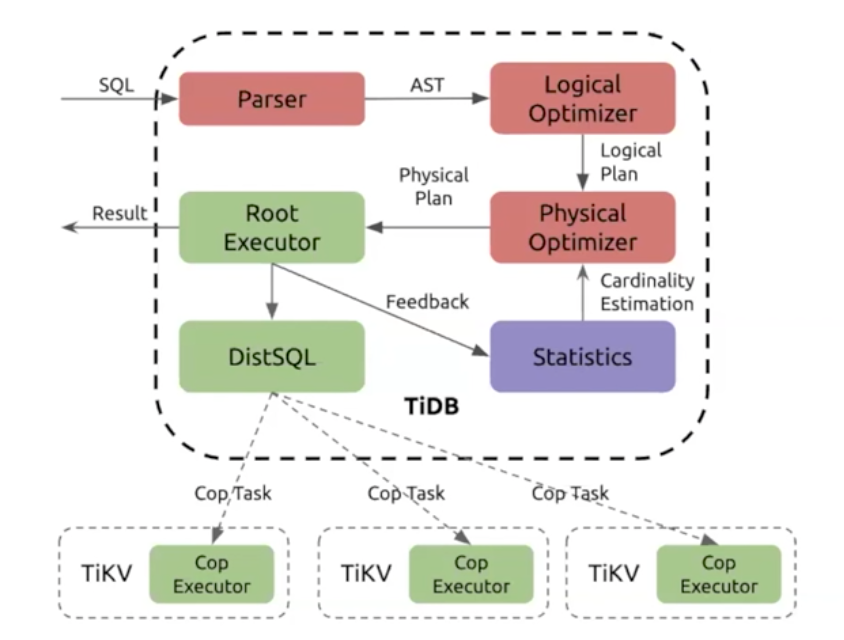 SQL
Parser
AST
Logical
Optimizer
Logical
Plan
Physical
Plan
Result
Root
Executor
Physical
Optimizer
Cardinality
Estimation
Feedback
DistSQL
Statistics
TiDB
Cop Task
Cop Task
Cop Task
TiKV
Cop
Executor
TiKV
Cop
Executor
TiKV
Cop
Executor